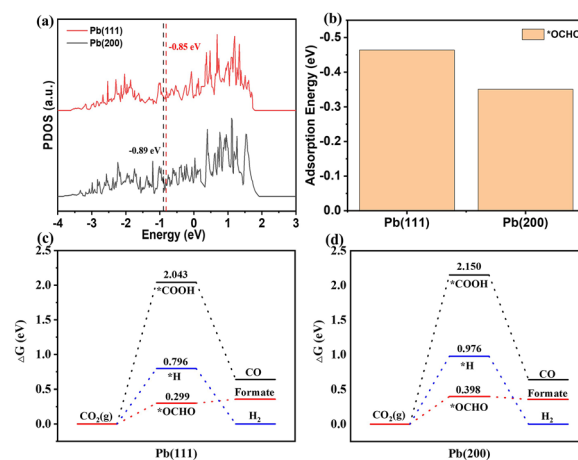 (a)
Pb(111)
Pb(200)
-0.85 eV
-0.89 eV
PDOS (a.u.)
-4 -3 -2 -1 0 1 2 3
Energy (eV)
(b)
*OCHO
Adsorption Energy (eV)
-0.5
-0.4
-0.3
-0.2
-0.1
0.0
Pb(111) Pb(200)
(c)
ΔG (eV)
2.5
2.0
1.5
1.0
0.5
0.0
2.043
*COOH
0.796
*H
0.299
*OCHO
CO₂(g)
CO
Formate
H₂
Pb(111)
(d)
ΔG (eV)
2.5
2.0
1.5
1.0
0.5
0.0
2.150
*COOH
0.976
*H
0.398
*OCHO
CO₂(g)
CO
Formate
H₂
Pb(200)